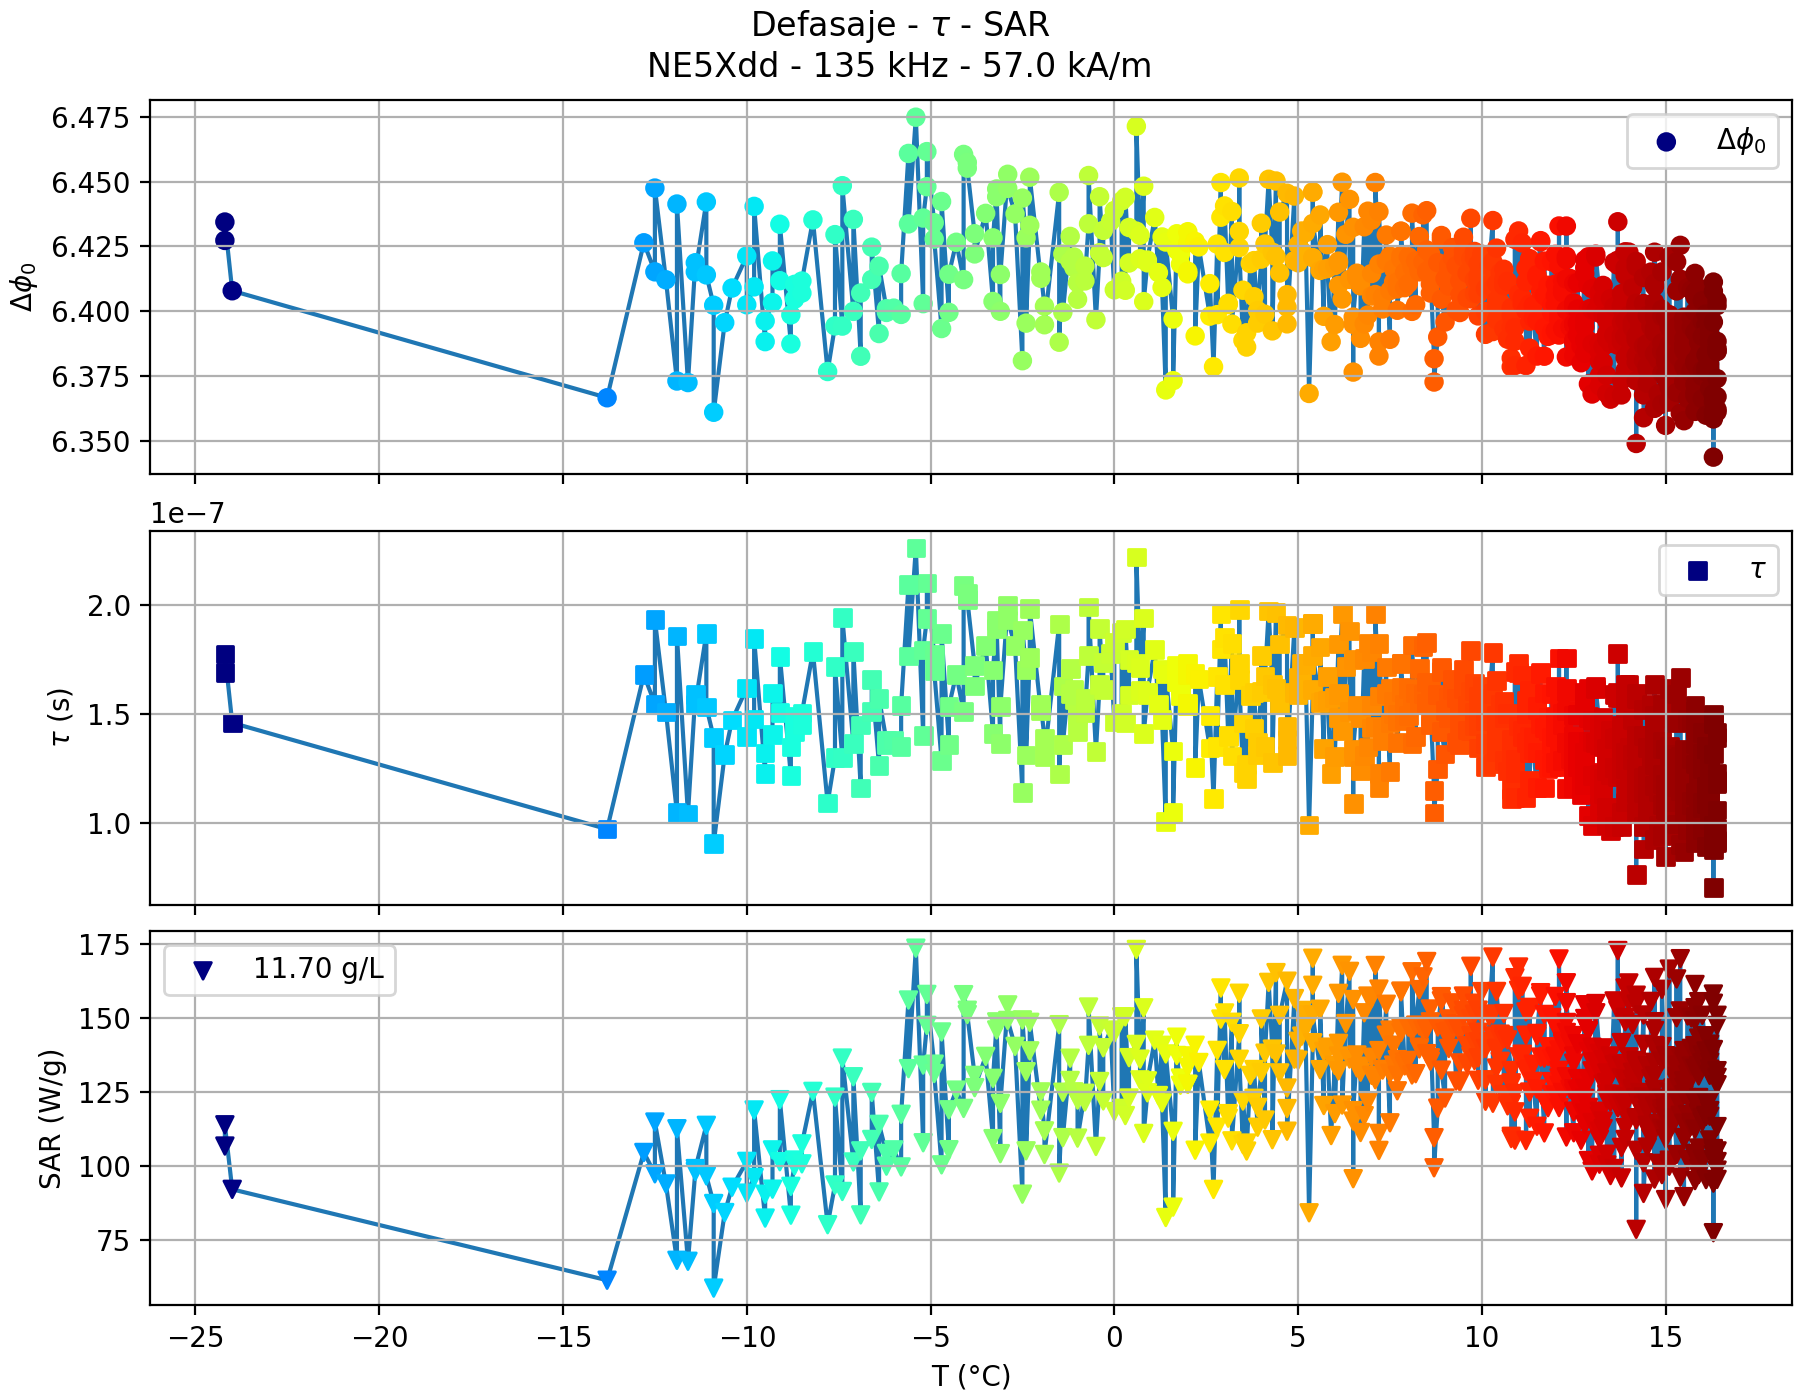 Defasaje - τ - SAR
NE5Xdd - 135 kHz - 57.0 kA/m
6.475
6.450
6.425
6.400
6.375
6.350
Δϕ₀
Δϕ₀
1e−7
2.0
1.5
1.0
τ (s)
τ
175
150
125
100
75
SAR (W/g)
11.70 g/L
−25 −20 −15 −10 −5 0 5 10 15
T (°C)